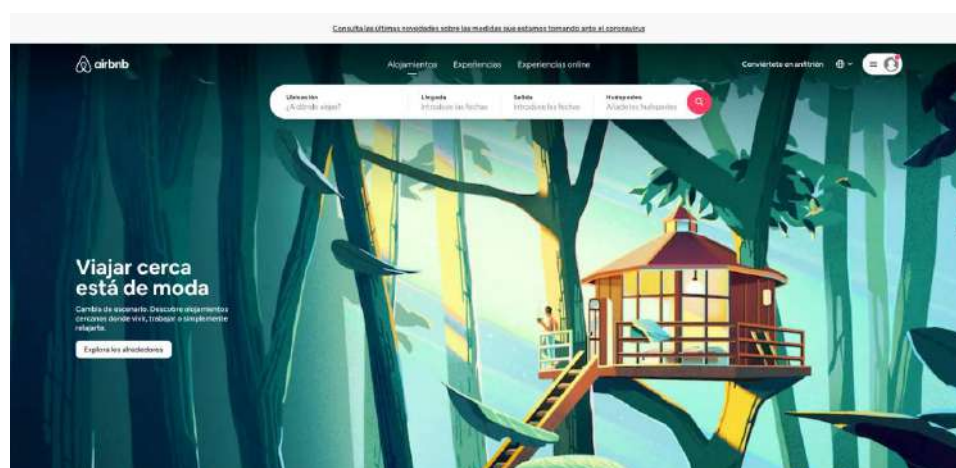 Consulta las últimas novedades sobre las medidas que estamos tomando ante el coronavirus
airbnb
Alojamientos Experiencias Experiencias online
Conviértete en anfitrión
Ubicación Llegada Salida Huéspedes
¿A dónde viajas? Introduce las fechas Introduce las fechas Añade los huéspedes
Viajar cerca
está de moda
Cambia de escenario. Descubre alojamientos
cercanos donde vivir, trabajar o simplemente
relajarte.
Explora los alrededores